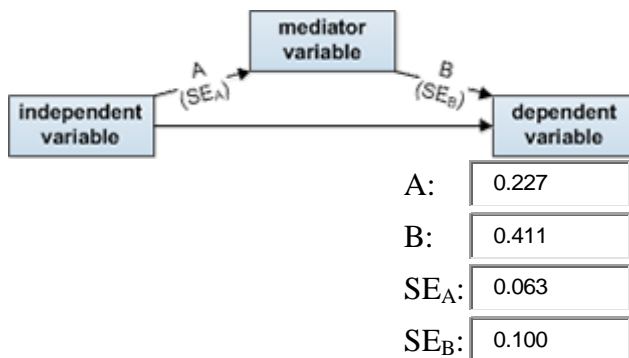 mediator
variable
A
(SEA)
B
(SEB)
independent
variable
dependent
variable
A: 0.227
B: 0.411
SEA: 0.063
SEB: 0.100